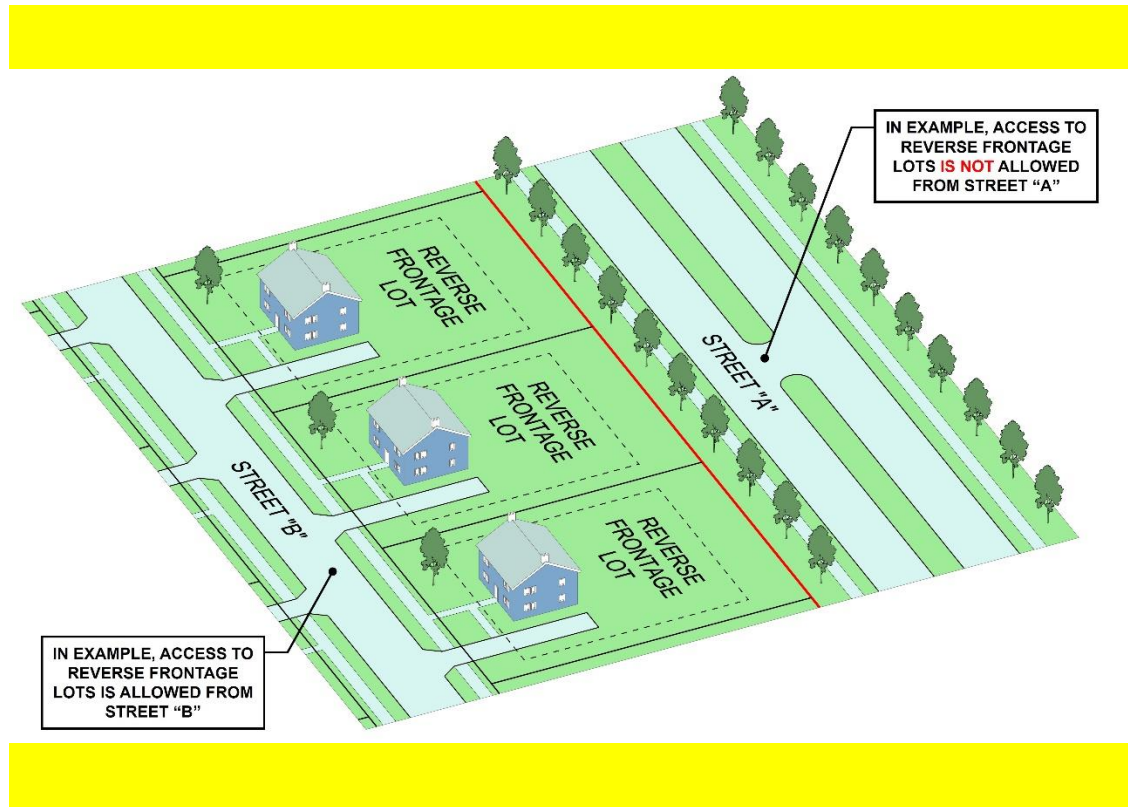 IN EXAMPLE, ACCESS TO
REVERSE FRONTAGE
LOTS IS NOT ALLOWED
FROM STREET “A”
REVERSE
FRONTAGE
LOT
STREET "A"
REVERSE
FRONTAGE
LOT
STREET "B"
REVERSE
FRONTAGE
LOT
IN EXAMPLE, ACCESS TO
REVERSE FRONTAGE
LOTS IS ALLOWED FROM
STREET “B”